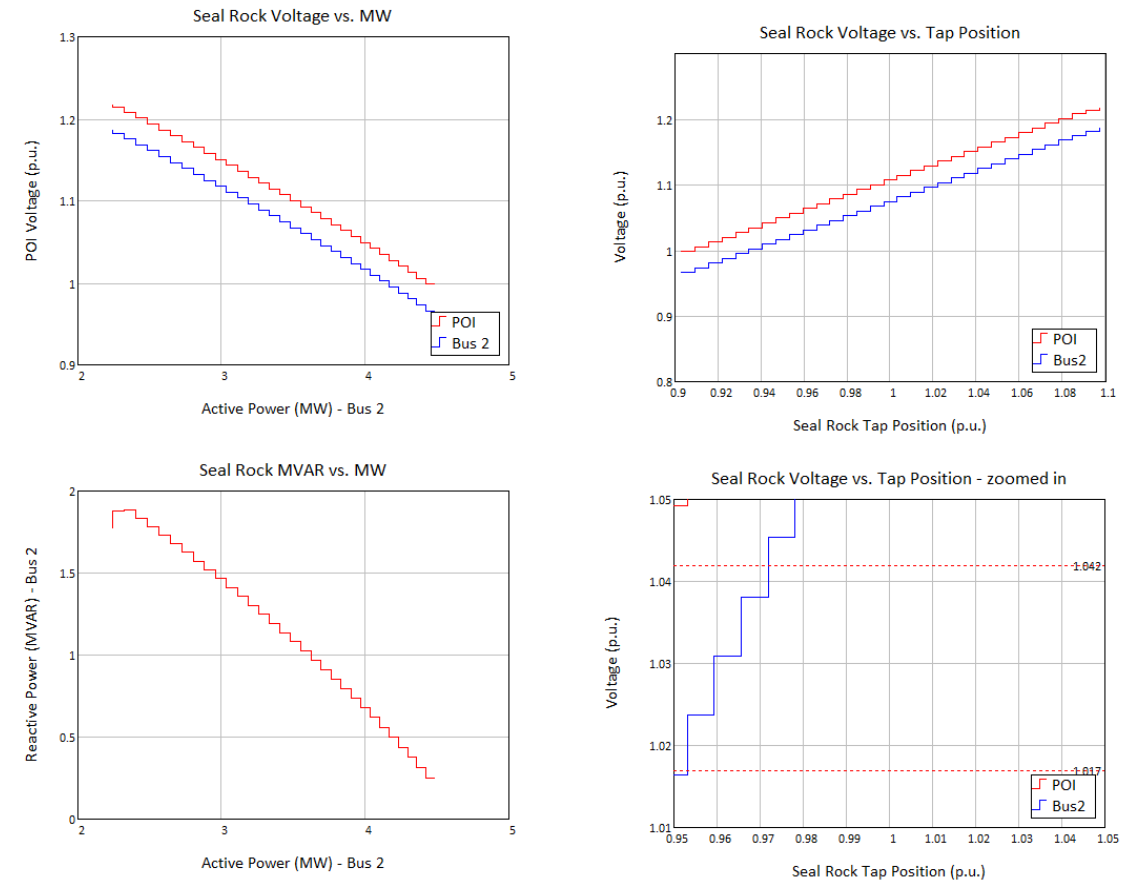 Seal Rock Voltage vs. MW
1.3
1.2
1.1
1
0.9
POI Voltage (p.u.)
2 3 4 5
Active Power (MW) - Bus 2
POI
Bus 2
Seal Rock Voltage vs. Tap Position
1.2
1.1
1
0.9
0.8
Voltage (p.u.)
0.9 0.92 0.94 0.96 0.98 1 1.02 1.04 1.06 1.08 1.1
Seal Rock Tap Position (p.u.)
POI
Bus2
Seal Rock MVAR vs. MW
2
1.5
1
0.5
0
Reactive Power (MVAR) - Bus 2
2 3 4 5
Active Power (MW) - Bus 2
Seal Rock Voltage vs. Tap Position - zoomed in
1.05
1.04
1.03
1.02
1.01
Voltage (p.u.)
1.042
1.017
POI
Bus2
0.95 0.96 0.97 0.98 0.99 1 1.01 1.02 1.03 1.04 1.05
Seal Rock Tap Position (p.u.)